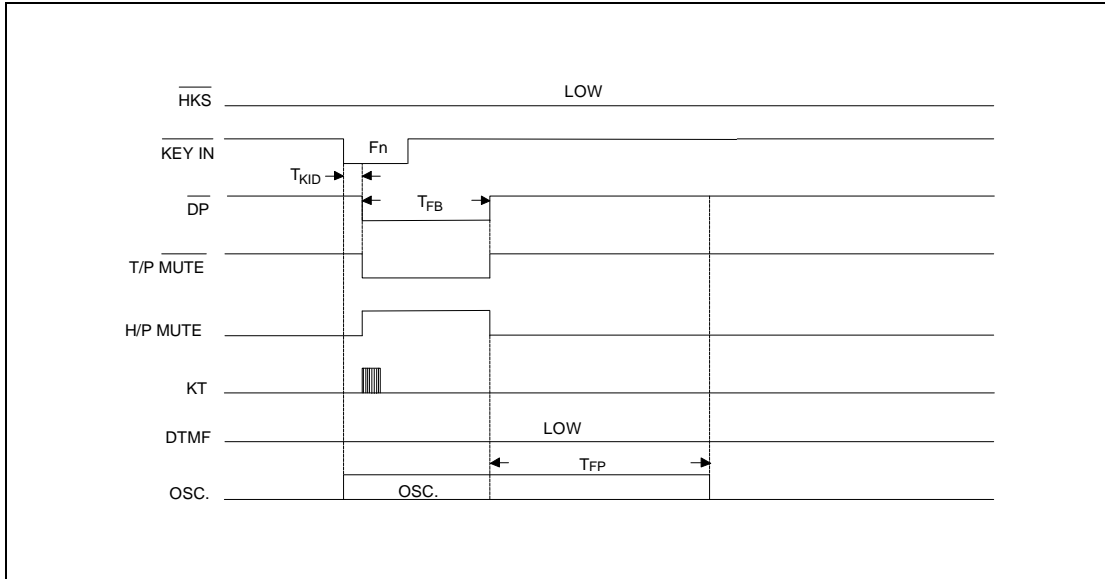 HKS LOW
KEY IN Fn
TKID
DP TFB
T/P MUTE
H/P MUTE
KT
DTMF LOW
TFP
OSC. OSC.